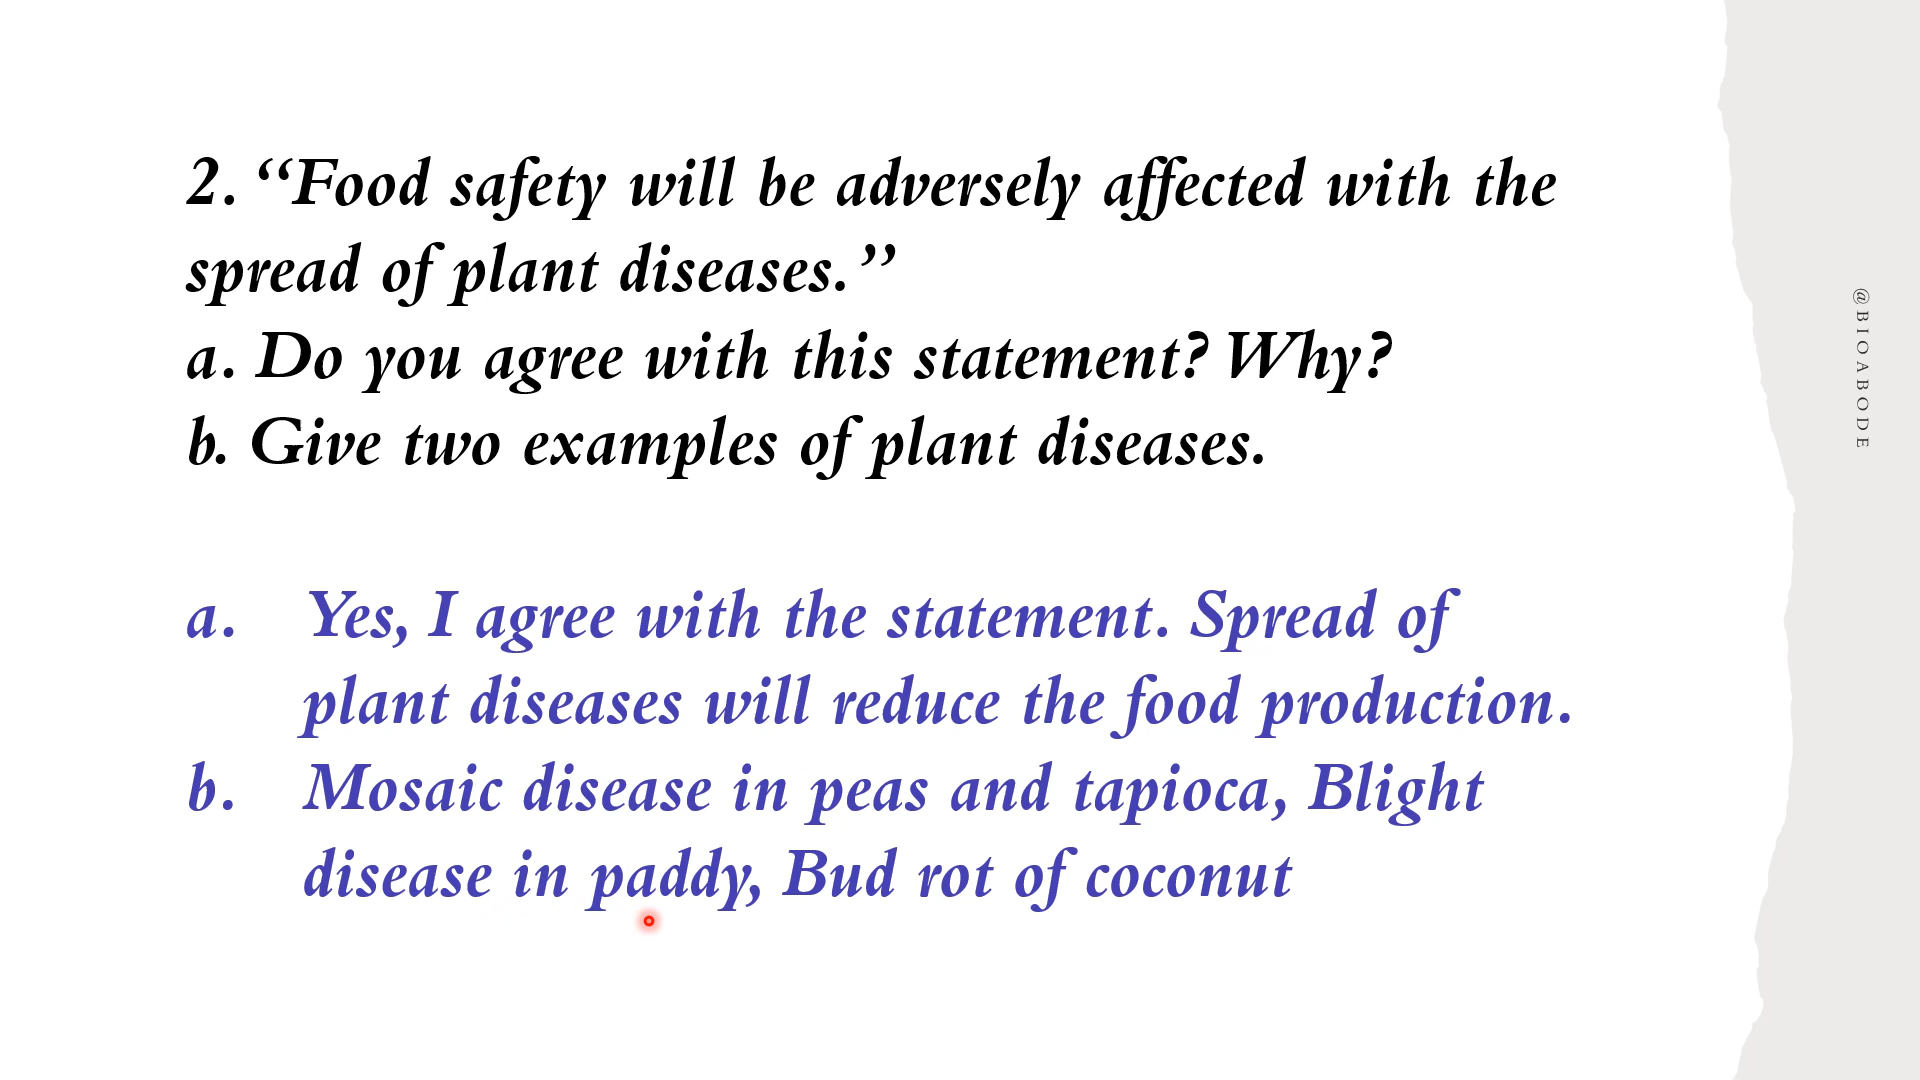 2. “Food safety will be adversely affected with the
spread of plant diseases.”
a. Do you agree with this statement? Why?
b. Give two examples of plant diseases.
a. Yes, I agree with the statement. Spread of
plant diseases will reduce the food production.
b. Mosaic disease in peas and tapioca, Blight
disease in paddy, Bud rot of coconut
@BIOABODE